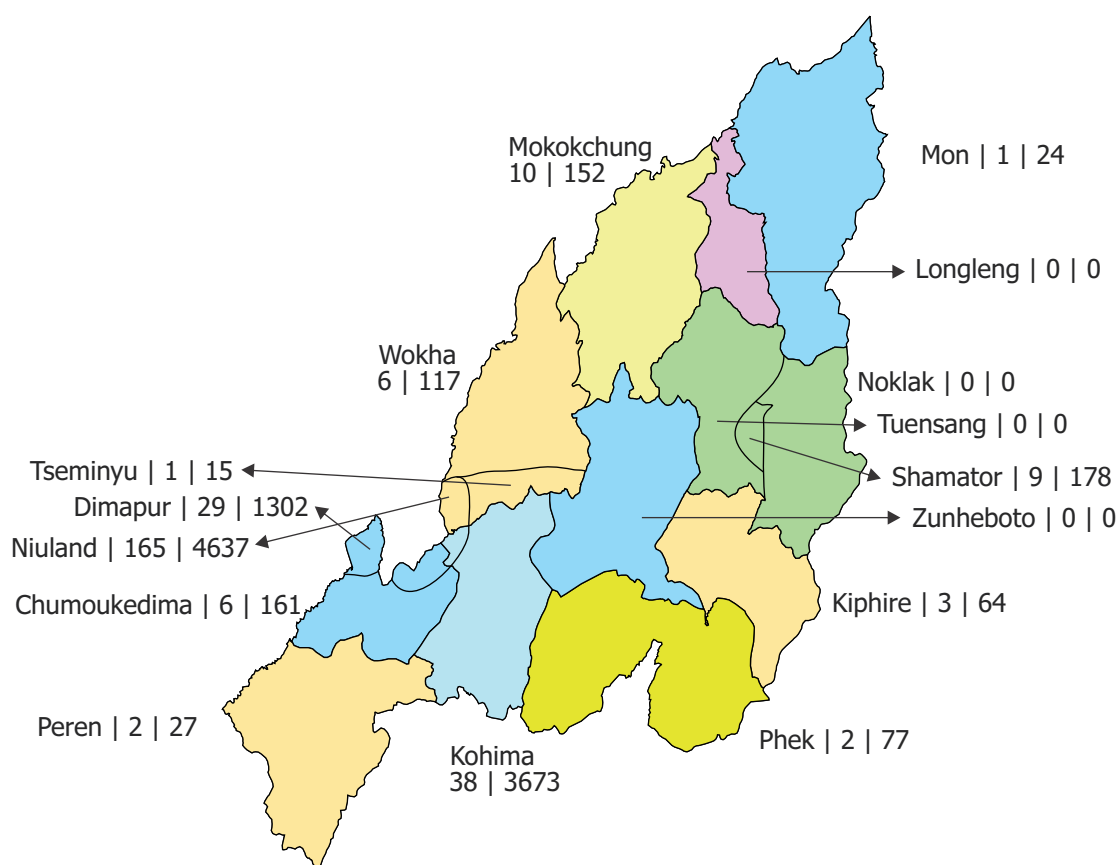 Mokokchung
10 | 152
Mon | 1 | 24
Longleng | 0 | 0
Wokha
6 | 117
Noklak | 0 | 0
Tuensang | 0 | 0
Tseminyu | 1 | 15
Shamator | 9 | 178
Dimapur | 29 | 1302
Zunheboto | 0 | 0
Niuland | 165 | 4637
Chumoukedima | 6 | 161
Kiphire | 3 | 64
Peren | 2 | 27
Phek | 2 | 77
Kohima
38 | 3673